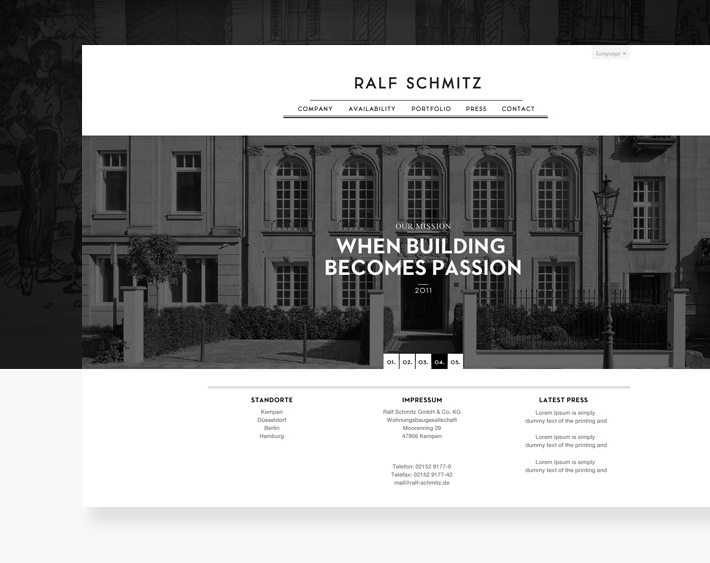 Language
RALF SCHMITZ
COMPANY AVAILABILITY PORTFOLIO PRESS CONTACT
OUR MISSION
WHEN BUILDING
BECOMES PASSION
2011
01. 02. 03. 04. 05.
STANDORTE
Kempen
Düsseldorf
Berlin
Hamburg
IMPRESSUM
Ralf Schmitz GmbH & Co. KG
Wohnungsbaugesellschaft
Moorenring 29
47906 Kempen
Telefon: 02152 9177-0
Telefax: 02152 9177-42
mail@ralf-schmitz.de
LATEST PRESS
Lorem Ipsum is simply
dummy text of the printing and
Lorem Ipsum is simply
dummy text of the printing and
Lorem Ipsum is simply
dummy text of the printing and